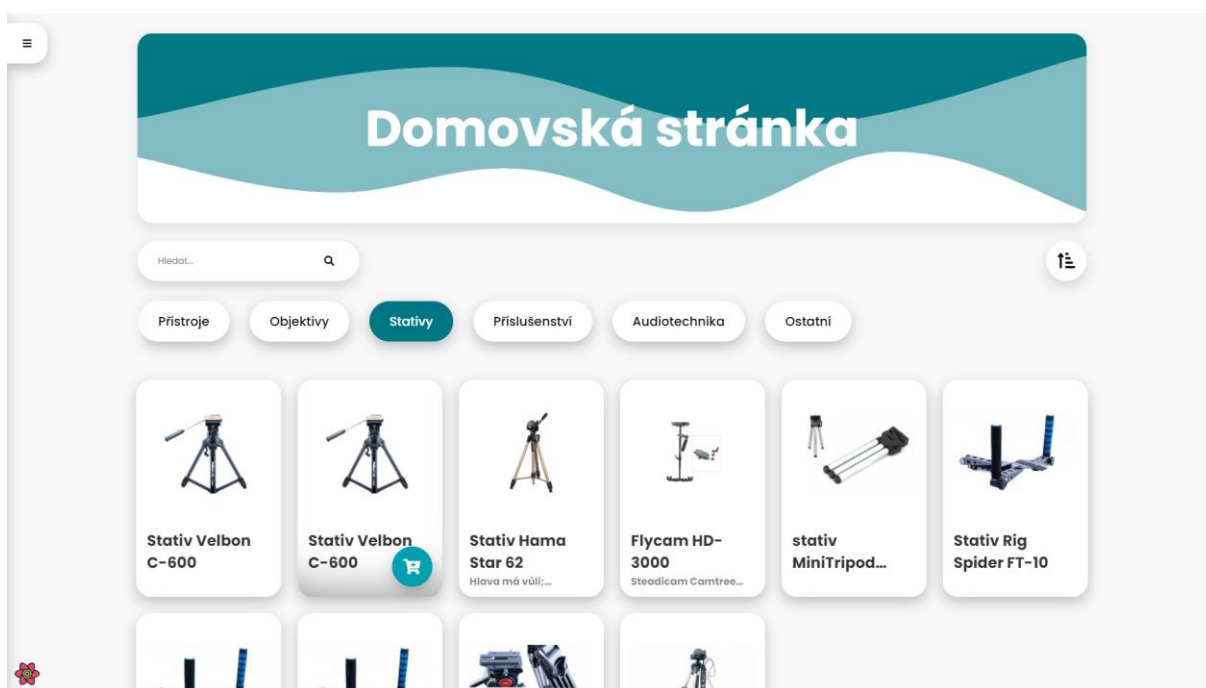 Domovská stránka
Hledat...
Přístroje Objektivy Stativy Příslušenství Audiotechnika Ostatní
Stativ Velbon
C-600
Stativ Velbon
C-600
Stativ Hama
Star 62
Hlava má vůli;...
Flycam HD-
3000
Steadicam Camtree...
stativ
MiniTripod...
Stativ Rig
Spider FT-10